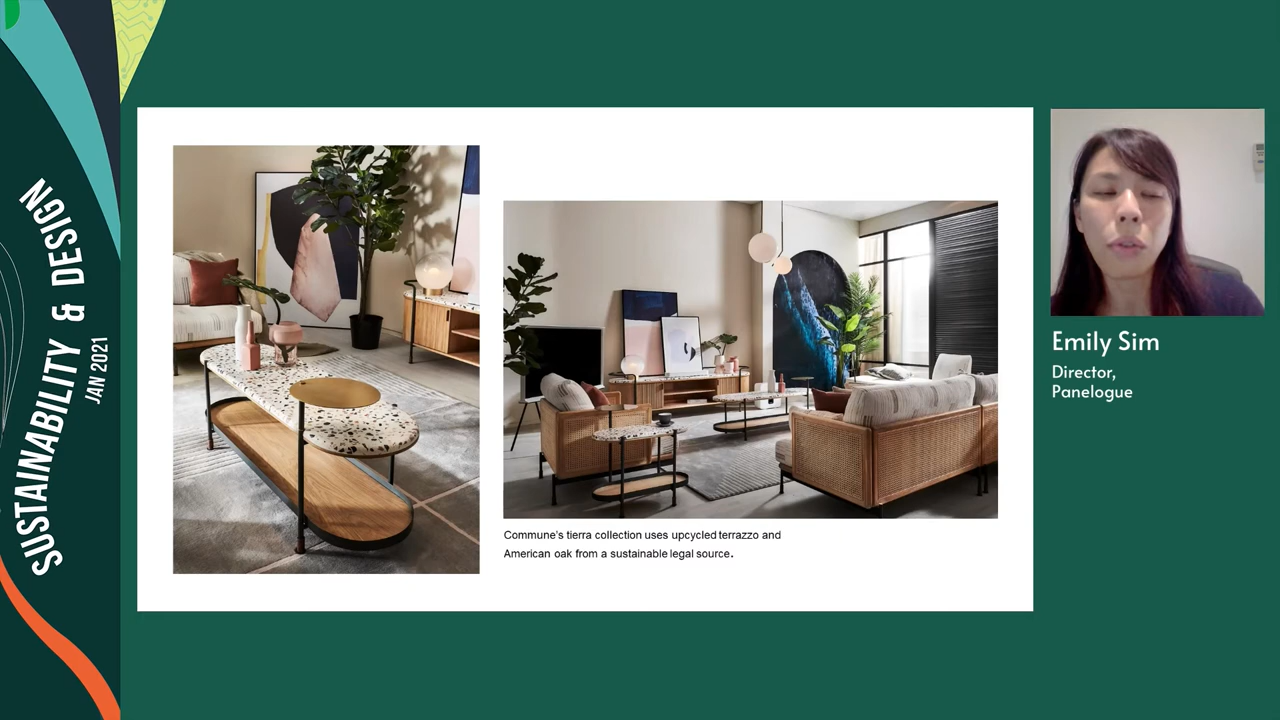 SUSTAINABILITY & DESIGN
JAN 2021
Commune's tierra collection uses upcycled terrazzo and
American oak from a sustainable legal source.
Emily Sim
Director,
Panelogue